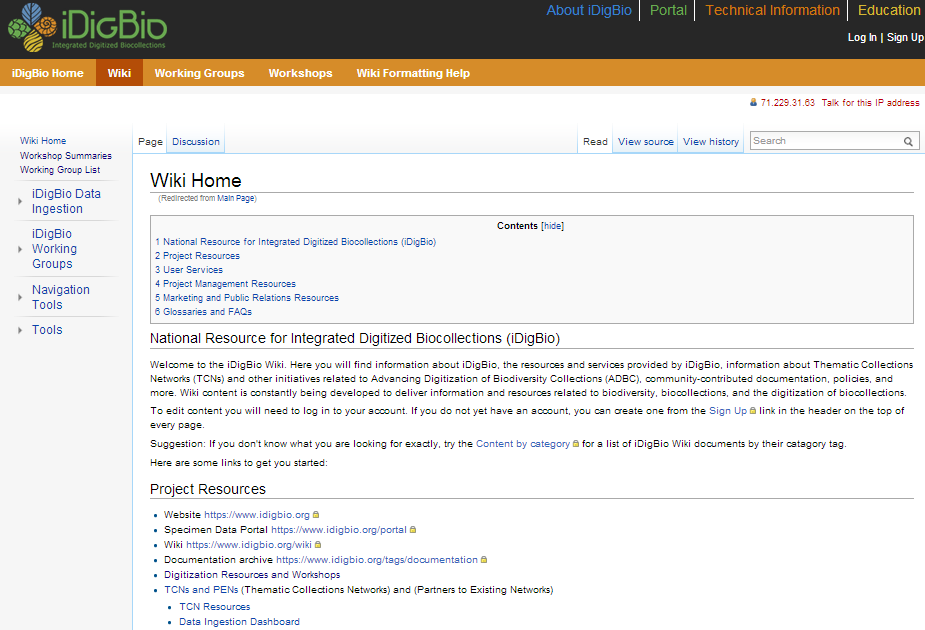 iDigBio
Integrated Digitized Biocollections
About iDigBio Portal Technical Information Education
Log In | Sign Up
iDigBio Home Wiki Working Groups Workshops Wiki Formatting Help
71.229.31.63 Talk for this IP address
Wiki Home
Workshop Summaries
Working Group List
iDigBio Data
Ingestion
iDigBio
Working
Groups
Navigation
Tools
Tools
Page Discussion Read View source View history Search
Wiki Home
(Redirected from Main Page)
Contents [hide]
1 National Resource for Integrated Digitized Biocollections (iDigBio)
2 Project Resources
3 User Services
4 Project Management Resources
5 Marketing and Public Relations Resources
6 Glossaries and FAQs
National Resource for Integrated Digitized Biocollections (iDigBio)
Welcome to the iDigBio Wiki. Here you will find information about iDigBio, the resources and services provided by iDigBio, information about Thematic Collections
Networks (TCNs) and other initiatives related to Advancing Digitization of Biodiversity Collections (ADBC), community-contributed documentation, policies, and
more. Wiki content is constantly being developed to deliver information and resources related to biodiversity, biocollections, and the digitization of biocollections.
To edit content you will need to log in to your account. If you do not yet have an account, you can create one from the Sign Up link in the header on the top of
every page.
Suggestion: If you don't know what you are looking for exactly, try the Content by category for a list of iDigBio Wiki documents by their catagory tag.
Here are some links to get you started:
Project Resources
Website https://www.idigbio.org
Specimen Data Portal https://www.idigbio.org/portal
Wiki https://www.idigbio.org/wiki
Documentation archive https://www.idigbio.org/tags/documentation
Digitization Resources and Workshops
TCNs and PENs (Thematic Collections Networks) and (Partners to Existing Networks)
TCN Resources
Data Ingestion Dashboard